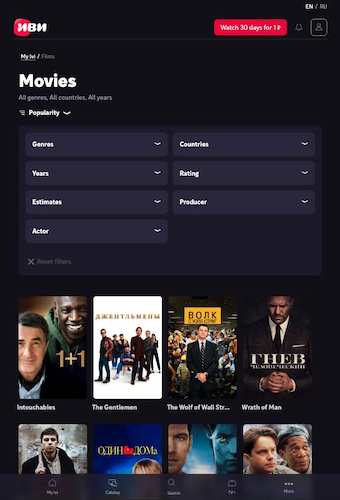 EN / RU
иви
Watch 30 days for 1 ₽
My Ivi / Films
Movies
All genres, All countries, All years
Popularity
Genres
Countries
Years
Rating
Estimates
Producer
Actor
Reset filters
1+1
ДЖЕНТЛЬМЕНЫ
ВОЛК
С УОЛЛ-СТРИТ
ГНЕВ
ЧЕЛОВЕЧЕСКИЙ
Intouchables
The Gentlemen
The Wolf of Wall Str...
Wrath of Man
ОДИН ДОМА
My Ivi
Catalog
Search
TV+
More